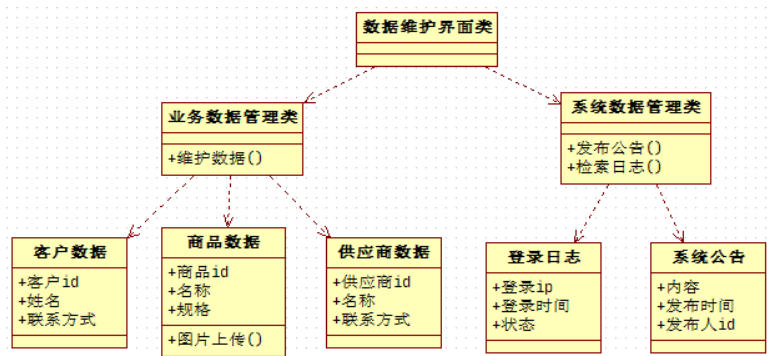 数据维护界面类
业务数据管理类
+维护数据()
系统数据管理类
+发布公告()
+检索日志()
客户数据
+客户id
+姓名
+联系方式
商品数据
+商品id
+名称
+规格
+图片上传()
供应商数据
+供应商id
+名称
+联系方式
登录日志
+登录ip
+登录时间
+状态
系统公告
+内容
+发布时间
+发布人id